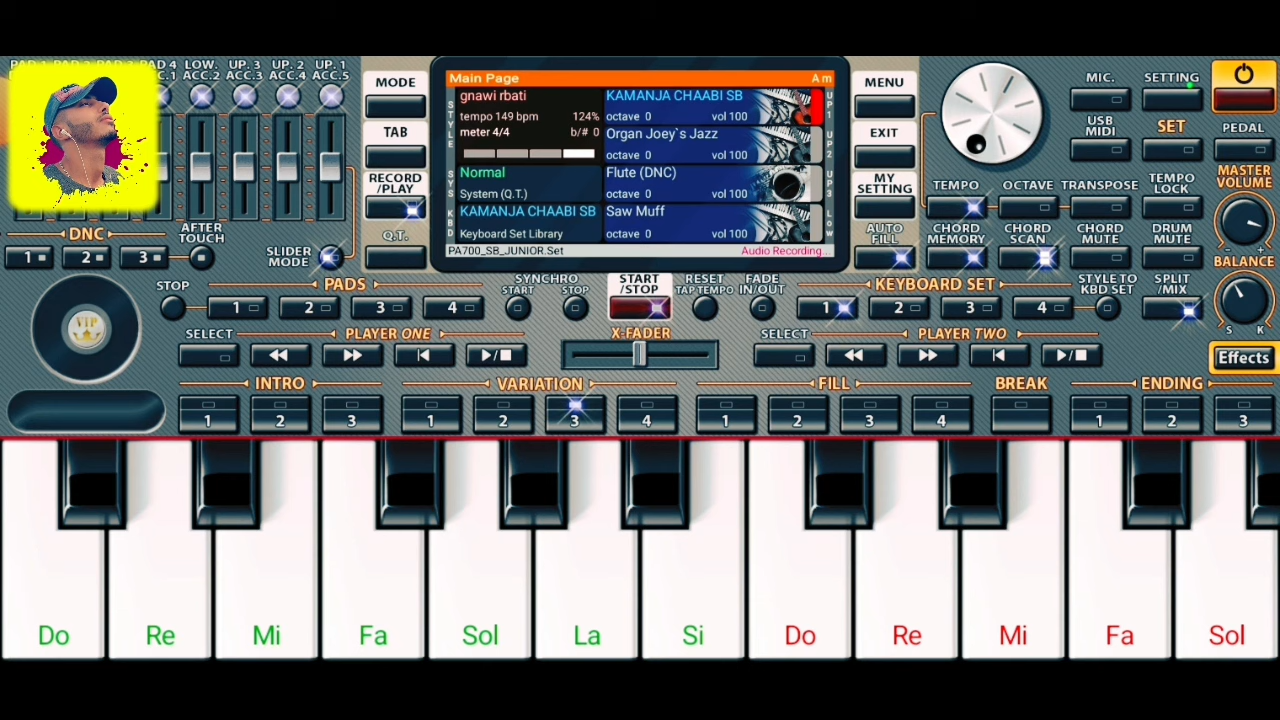 PAD 4 LOW. UP. 3 UP. 2 UP. 1
ACC.2 ACC.3 ACC.4 ACC.5
DNC
AFTER
TOUCH
1 2 3
SLIDER
MODE
MODE
TAB
RECORD
/PLAY
Q.T.
Main Page Am
STYLE
gnawi rbati
tempo 149 bpm 124%
meter 4/4 b/# 0
SYS
Normal
System (Q.T.)
KBD
KAMANJA CHAABI SB
Keyboard Set Library
KAMANJA CHAABI SB
octave 0 vol 100
UP1
Organ Joey`s Jazz
octave 0 vol 100
UP2
Flute (DNC)
octave 0 vol 100
UP3
Saw Muff
octave 0 vol 100
Low
PA700_SB_JUNIOR.Set Audio Recording...
MENU
EXIT
MY
SETTING
AUTO
FILL
MIC. SETTING
USB
MIDI
SET
PEDAL
TEMPO OCTAVE TRANSPOSE TEMPO
LOCK
MASTER
VOLUME
CHORD
MEMORY
CHORD
SCAN
CHORD
MUTE
DRUM
MUTE
- +
BALANCE
S K
STOP PADS
1 2 3 4
SYNCHRO
START STOP
START
/STOP
RESET
TAP TEMPO
FADE
IN/OUT
KEYBOARD SET
1 2 3 4
STYLE TO
KBD SET
SPLIT
/MIX
VIP
SELECT PLAYER ONE
X-FADER
SELECT PLAYER TWO
Effects
INTRO VARIATION FILL BREAK ENDING
1 2 3 1 2 3 4 1 2 3 4 1 2 3
Do Re Mi Fa Sol La Si Do Re Mi Fa Sol